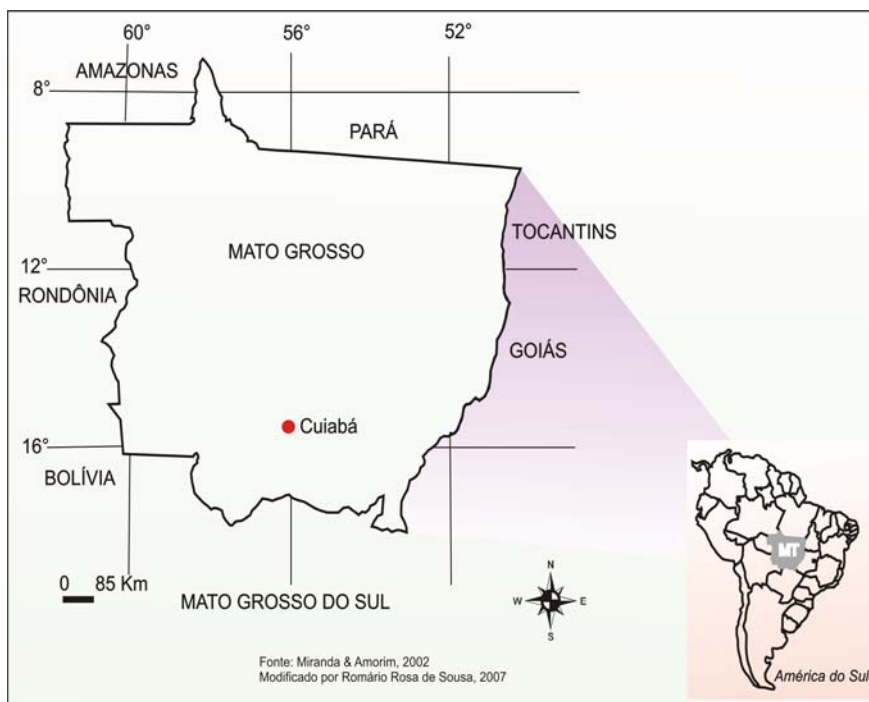 60°
56°
52°
AMAZONAS
8°
PARÁ
TOCANTINS
MATO GROSSO
12°
RONDÔNIA
GOIÁS
Cuiabá
16°
BOLÍVIA
MT
0 85 Km
N
W E
S
MATO GROSSO DO SUL
Fonte: Miranda & Amorim, 2002
Modificado por Romário Rosa de Sousa, 2007
América do Sul